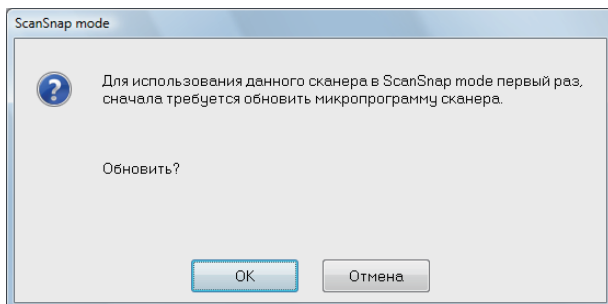 ScanSnap mode
Для использования данного сканера в ScanSnap mode первый раз,
сначала требуется обновить микропрограмму сканера.
Обновить?
OK
Отмена